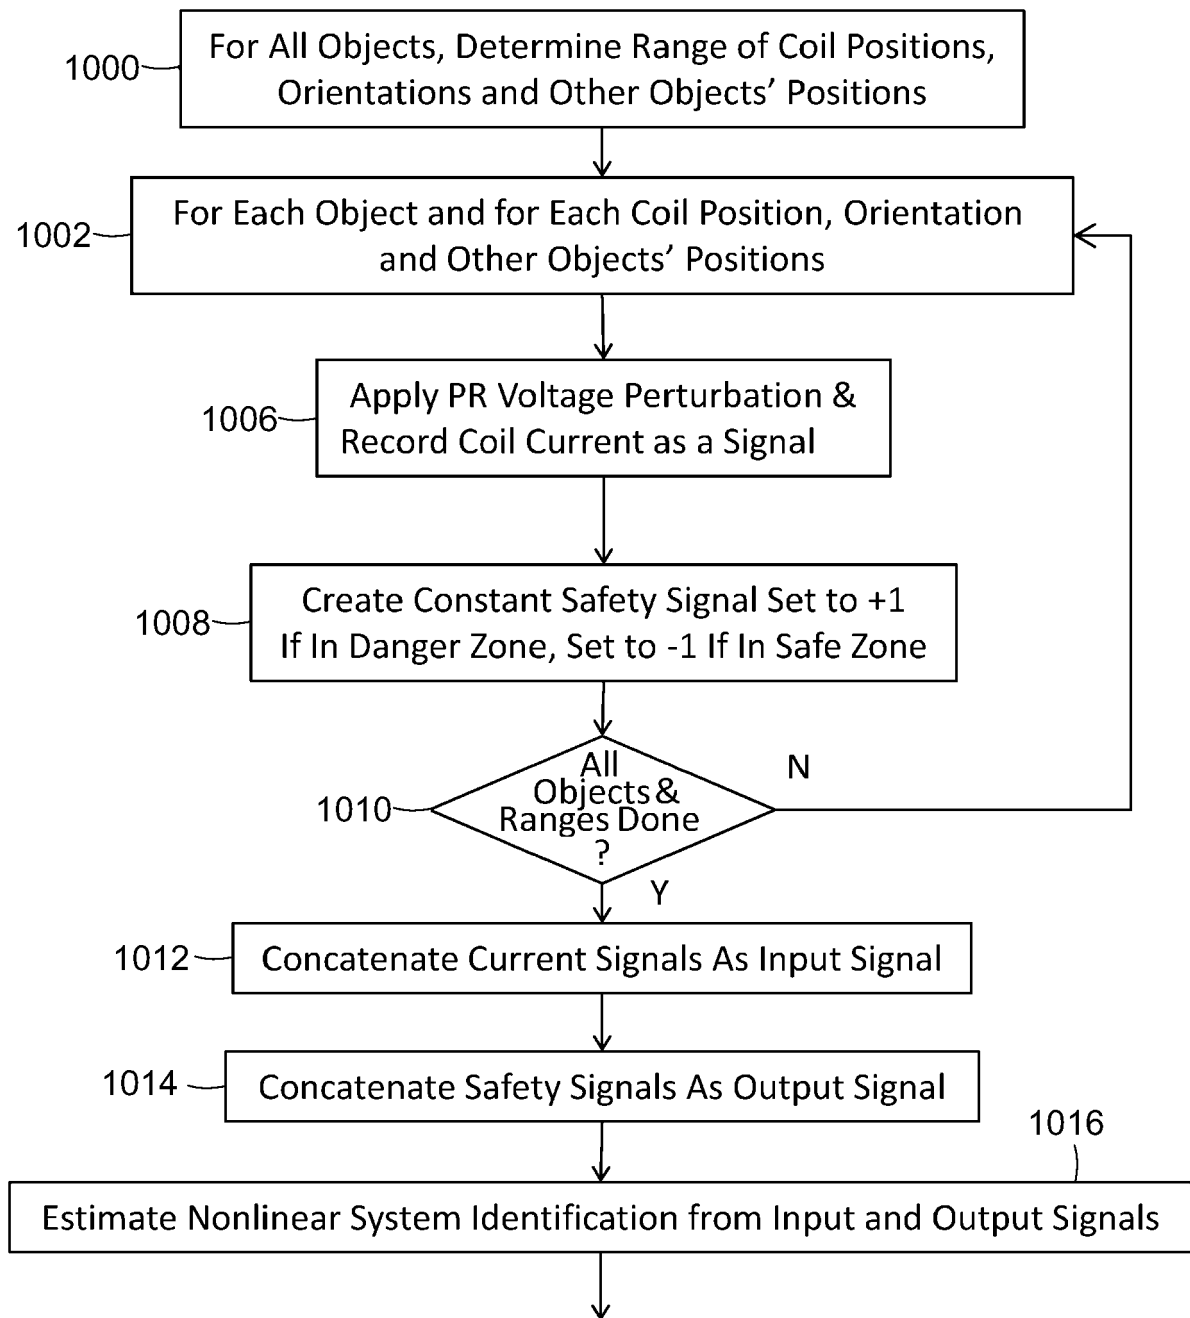 For All Objects, Determine Range of Coil Positions,
Orientations and Other Objects’ Positions
1000
For Each Object and for Each Coil Position, Orientation
and Other Objects’ Positions
1002
Apply PR Voltage Perturbation &
Record Coil Current as a Signal
1006
Create Constant Safety Signal Set to +1
If In Danger Zone, Set to -1 If In Safe Zone
1008
All
Objects &
Ranges Done
?
1010
N
Y
Concatenate Current Signals As Input Signal
1012
Concatenate Safety Signals As Output Signal
1014
1016
Estimate Nonlinear System Identification from Input and Output Signals